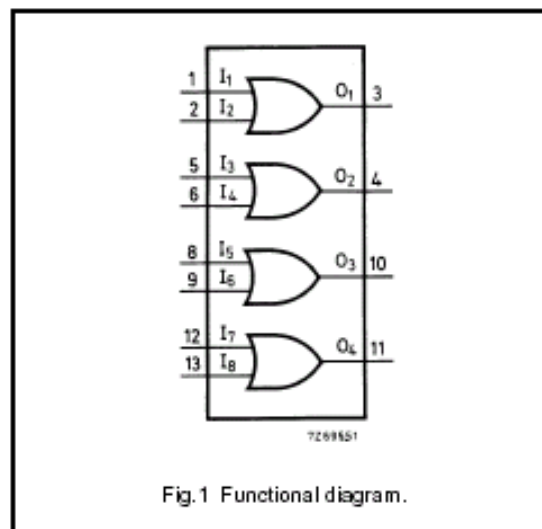 1 I1 O1 3
2 I2
5 I3 O2 4
6 I4
8 I5 O3 10
9 I6
12 I7 O4 11
13 I8
Fig.1 Functional diagram.